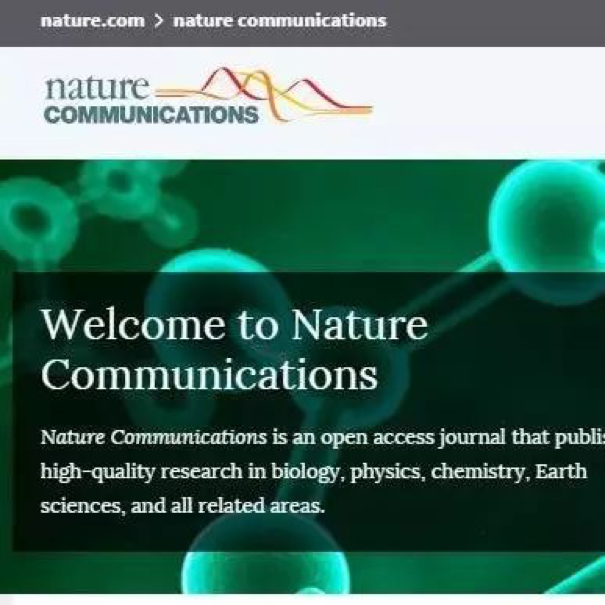 nature.com > nature communications
nature
COMMUNICATIONS
Welcome to Nature
Communications
Nature Communications is an open access journal that publis
high-quality research in biology, physics, chemistry, Earth
sciences, and all related areas.